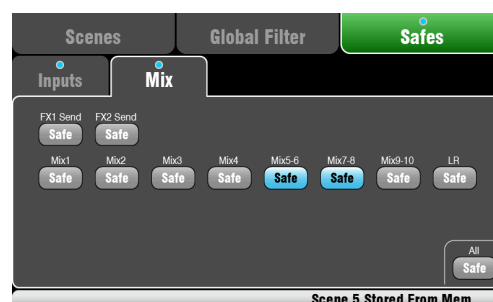 Scenes Global Filter Safes
Inputs Mix
FX1 Send FX2 Send
Safe Safe
Mix1 Mix2 Mix3 Mix4 Mix5-6 Mix7-8 Mix9-10 LR
Safe Safe Safe Safe Safe Safe Safe Safe
All
Safe
Scene 5 Stored From Mem